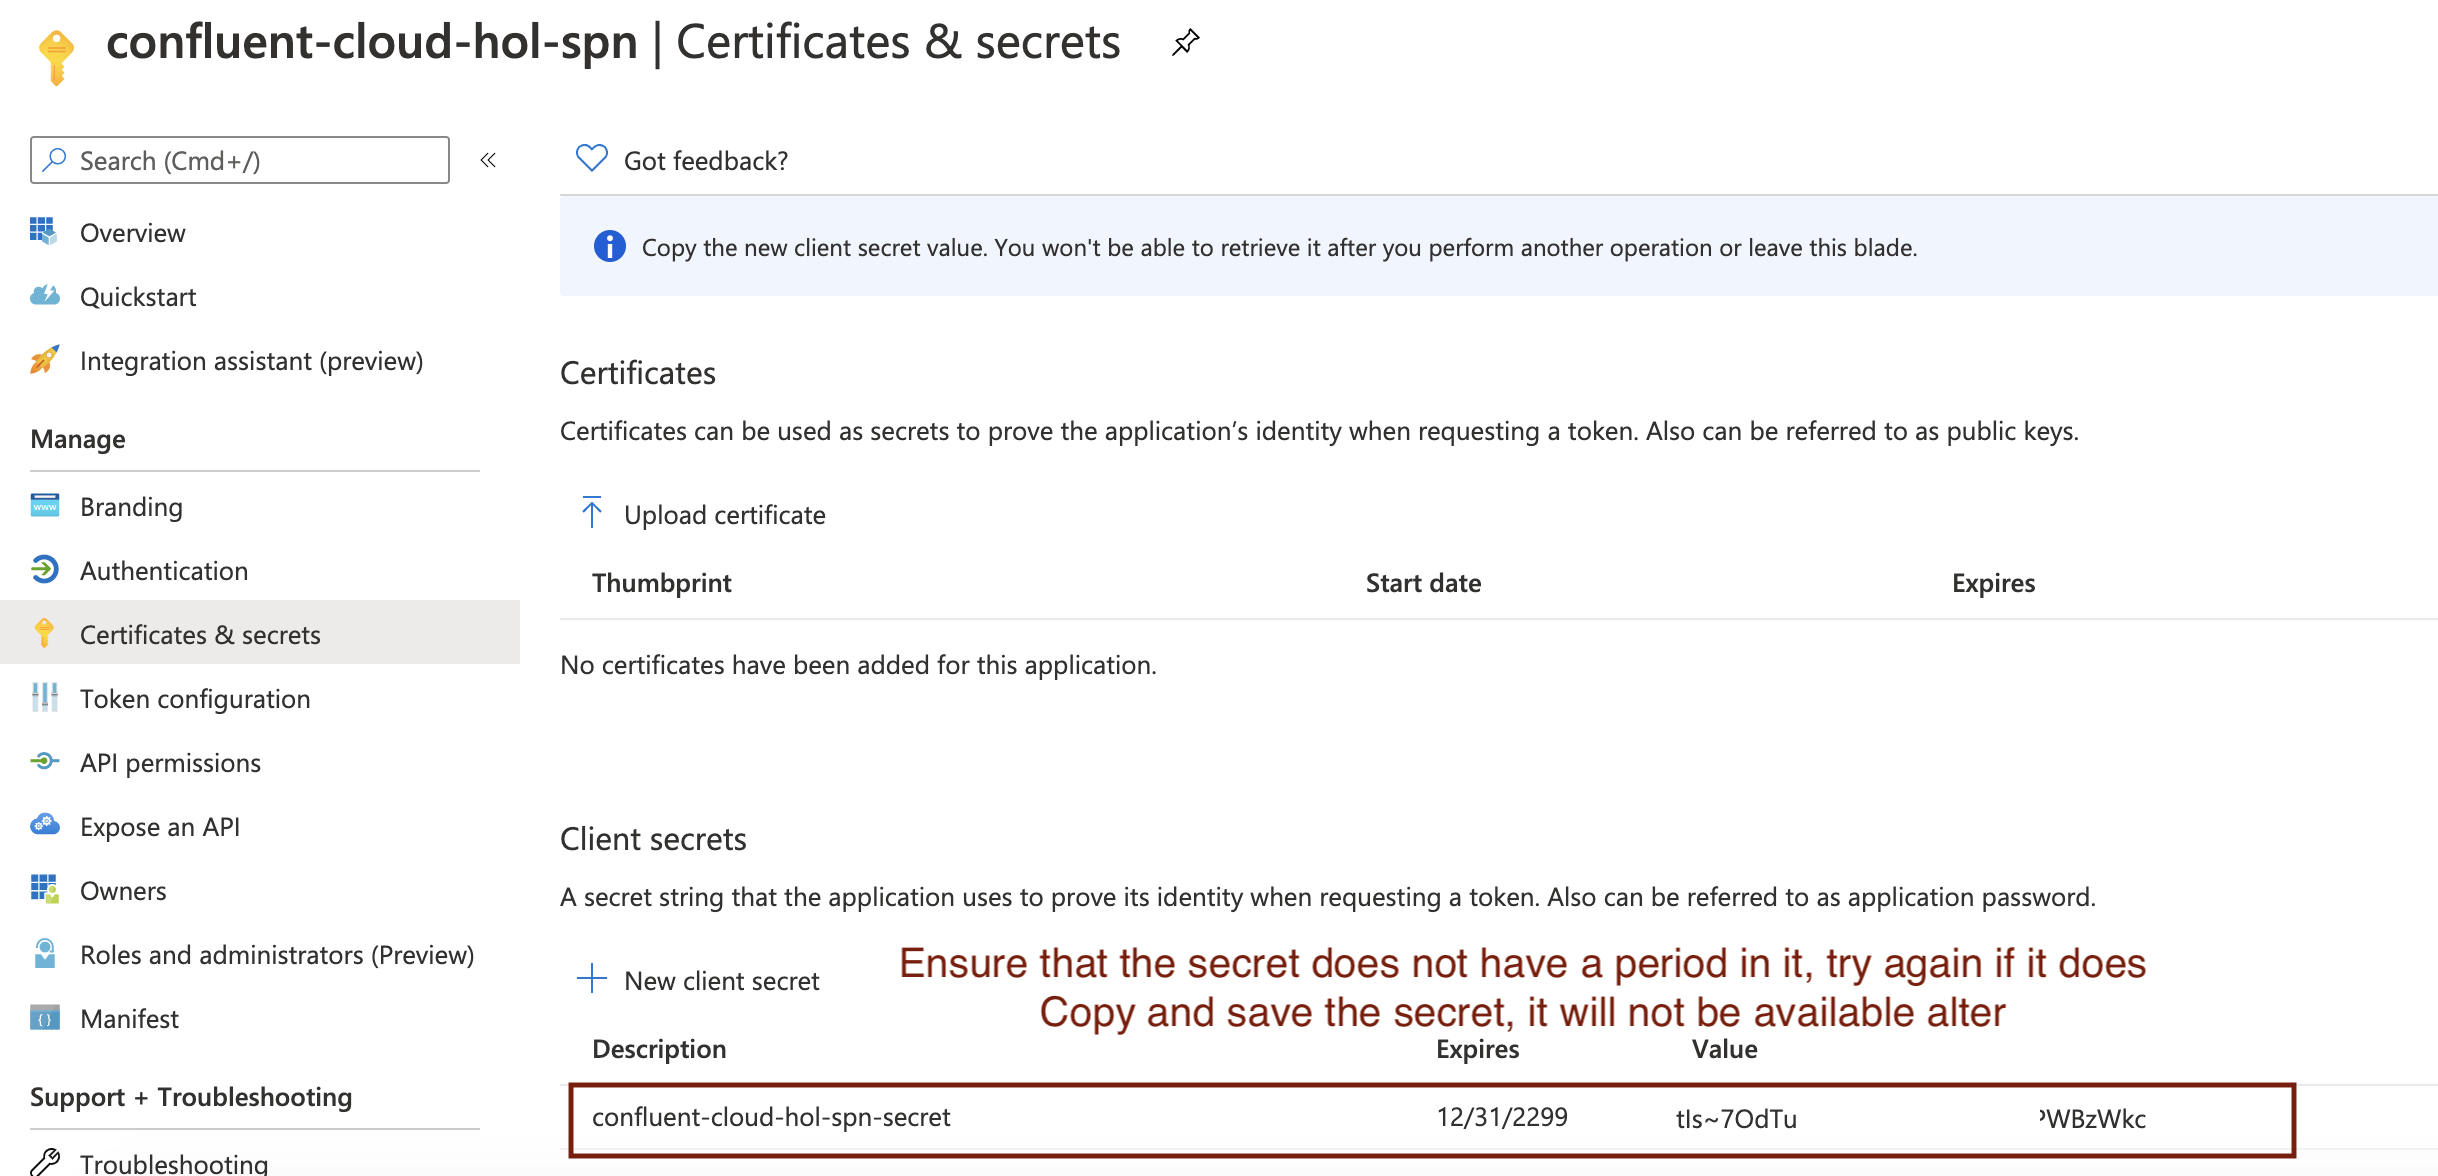 confluent-cloud-hol-spn | Certificates & secrets
Search (Cmd+/)
«
Overview
Quickstart
Integration assistant (preview)
Manage
Branding
Authentication
Certificates & secrets
Token configuration
API permissions
Expose an API
Owners
Roles and administrators (Preview)
Manifest
Support + Troubleshooting
Troubleshooting
Got feedback?
Copy the new client secret value. You won't be able to retrieve it after you perform another operation or leave this blade.
Certificates
Certificates can be used as secrets to prove the application’s identity when requesting a token. Also can be referred to as public keys.
Upload certificate
Thumbprint Start date Expires
No certificates have been added for this application.
Client secrets
A secret string that the application uses to prove its identity when requesting a token. Also can be referred to as application password.
New client secret
Ensure that the secret does not have a period in it, try again if it does
Copy and save the secret, it will not be available alter
Description Expires Value
confluent-cloud-hol-spn-secret 12/31/2299